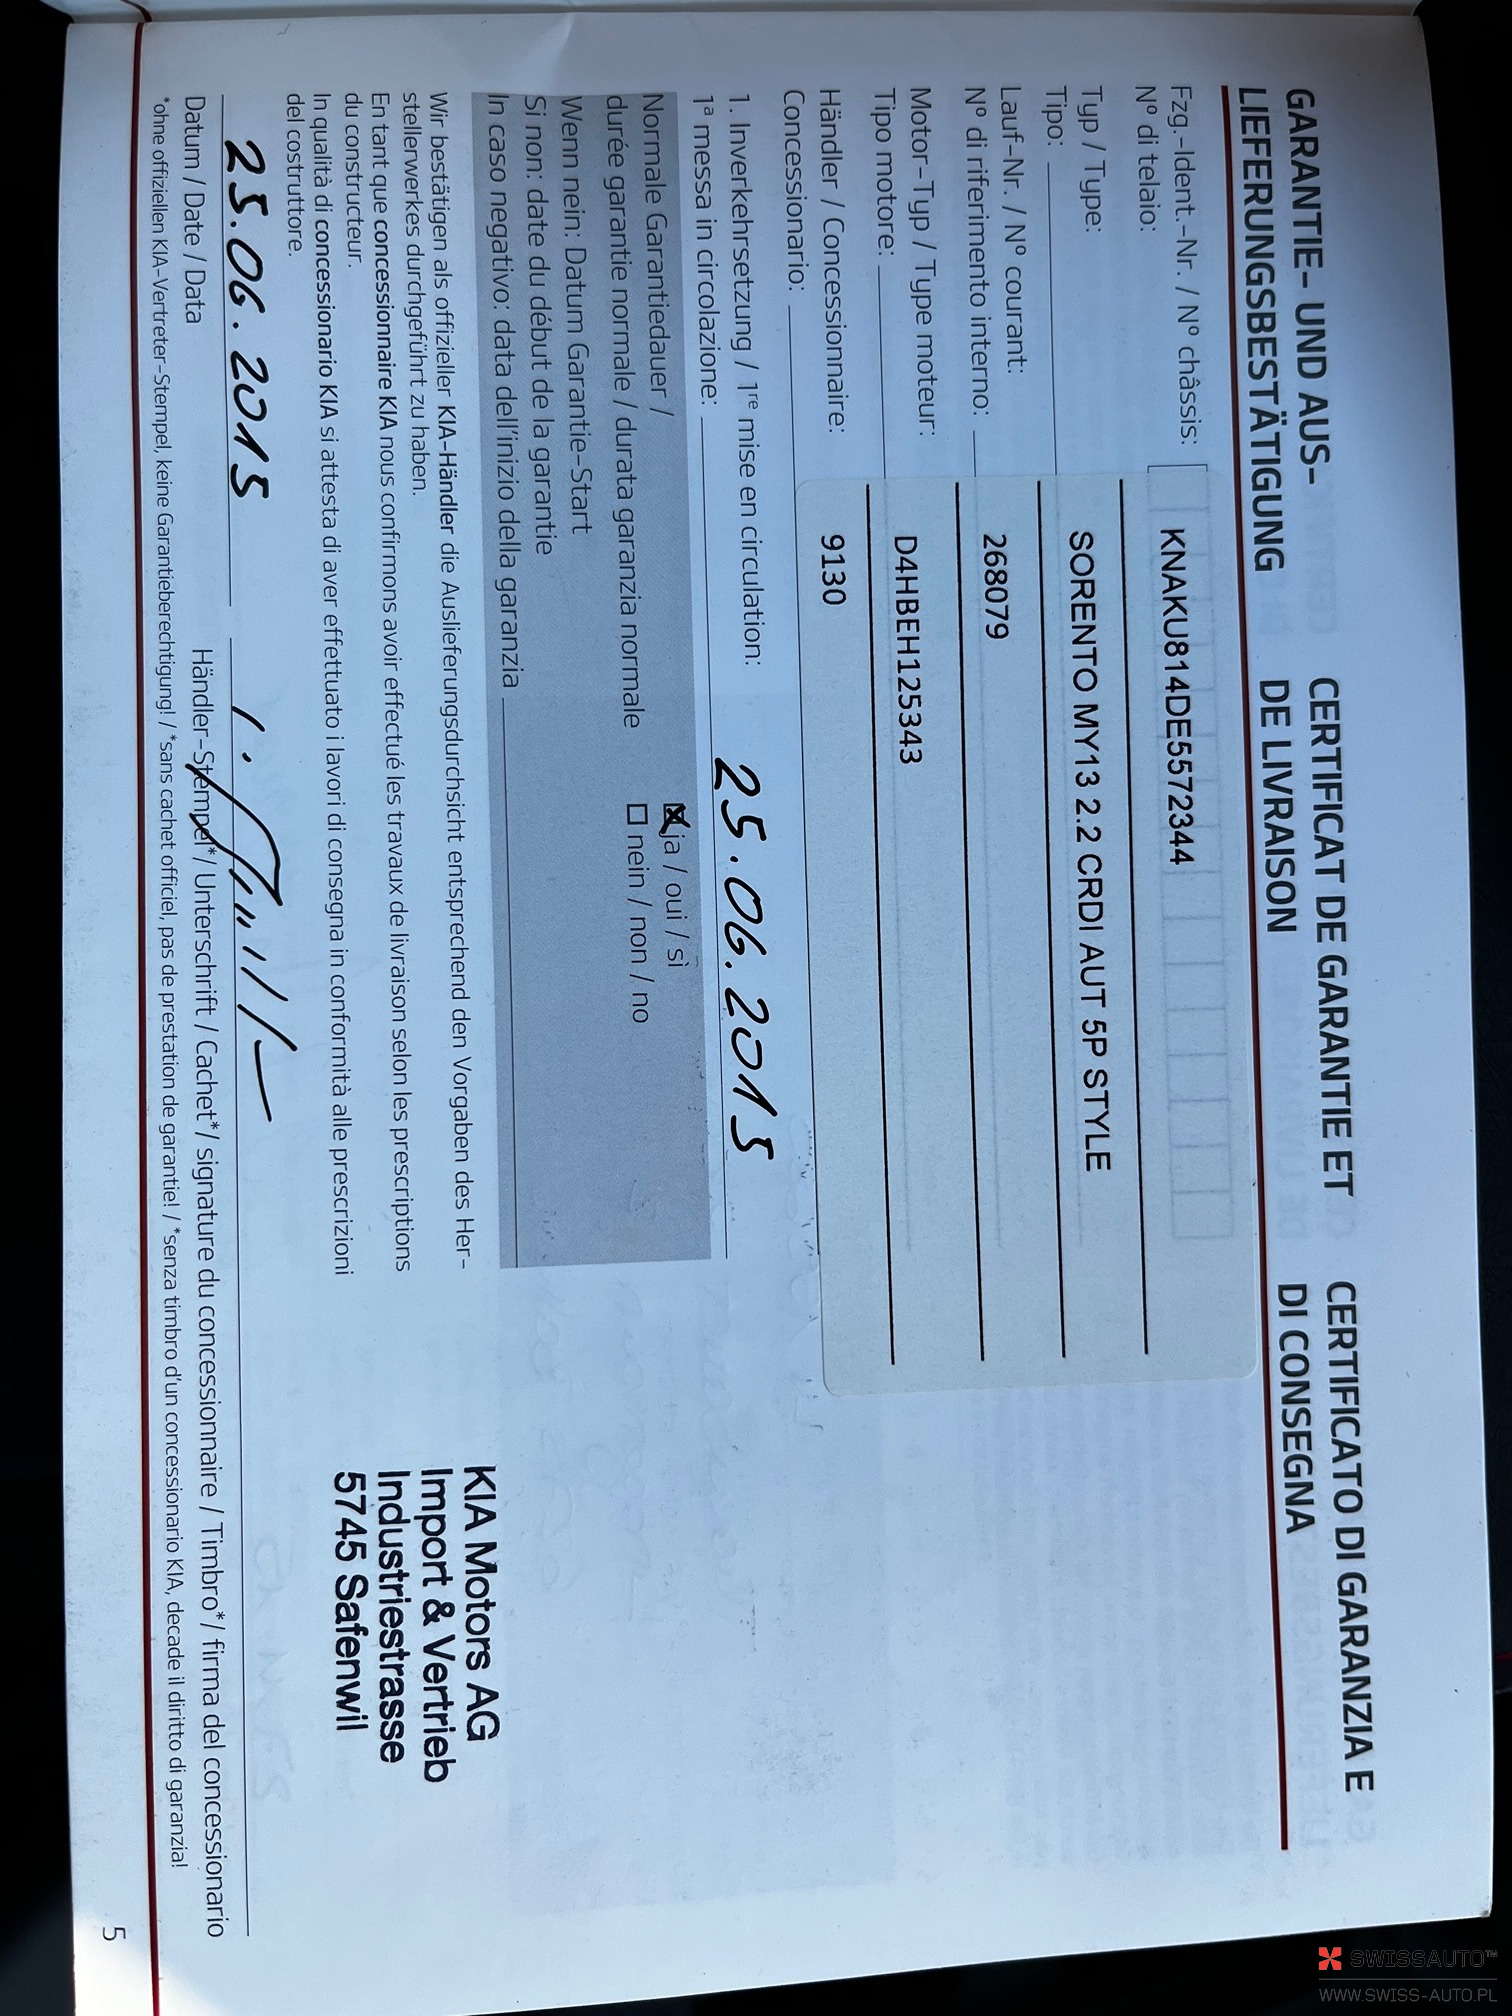 GARANTIE- UND AUS-
LIEFERUNGSBESTÄTIGUNG
CERTIFICAT DE GARANTIE ET
DE LIVRAISON
CERTIFICATO DI GARANZIA E
DI CONSEGNA
Fzg.-Ident.-Nr. / Nº châssis:
Nº di telaio:
KNAKU814DE5572344
Typ / Type:
Tipo:
SORENTO MY13 2.2 CRDI AUT 5P STYLE
Lauf-Nr. / Nº courant:
Nº di riferimento interno:
268079
Motor-Typ / Type moteur:
Tipo motore:
D4HBEH125343
Händler / Concessionnaire:
Concessionario:
9130
1. Inverkehrsetzung / 1re mise en circulation:
1ª messa in circolazione:
25.06.2015
Normale Garantiedauer /
durée garantie normale / durata garanzia normale
ja / oui / sì
nein / non / no
Wenn nein: Datum Garantie-Start
Si non: date du début de la garantie
In caso negativo: data dell'inizio della garanzia
Wir bestätigen als offizieller KIA-Händler die Auslieferungsdurchsicht entsprechend den Vorgaben des Her-
stellerwerkes durchgeführt zu haben.
En tant que concessionnaire KIA nous confirmons avoir effectué les travaux de livraison selon les prescriptions
du constructeur.
In qualità di concessionario KIA si attesta di aver effettuato i lavori di consegna in conformità alle prescrizioni
del costruttore.
KIA Motors AG
Import & Vertrieb
Industriestrasse
5745 Safenwil
25.06.2015
Datum / Date / Data
Händler-Stempel* / Unterschrift / Cachet* / signature du concessionnaire / Timbro* / firma del concessionario
*ohne offiziellen KIA-Vertreter-Stempel, keine Garantieberechtigung! / *sans cachet officiel, pas de prestation de garantie! / *senza timbro d'un concessionario KIA, decade il diritto di garanzia!
5
SWISSAUTO™
WWW.SWISS-AUTO.PL